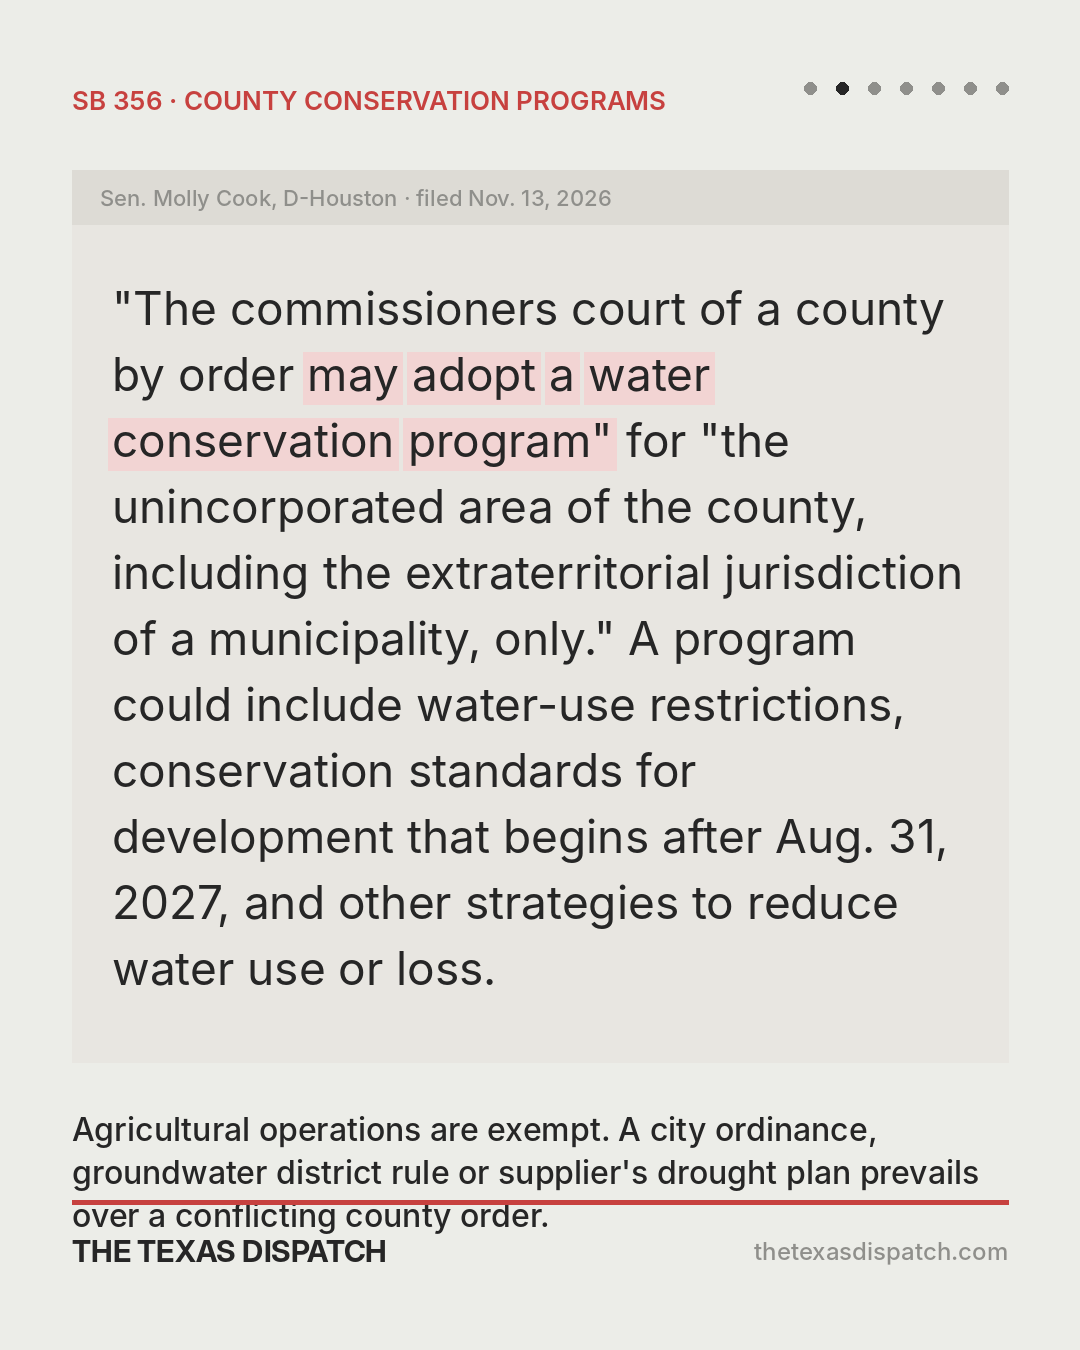 SB 356 · COUNTY CONSERVATION PROGRAMS
Sen. Molly Cook, D-Houston · filed Nov. 13, 2026
"The commissioners court of a county
by order may adopt a water
conservation program" for "the
unincorporated area of the county,
including the extraterritorial jurisdiction
of a municipality, only." A program
could include water-use restrictions,
conservation standards for
development that begins after Aug. 31,
2027, and other strategies to reduce
water use or loss.
Agricultural operations are exempt. A city ordinance,
groundwater district rule or supplier's drought plan prevails
over a conflicting county order.
THE TEXAS DISPATCH
thetexasdispatch.com